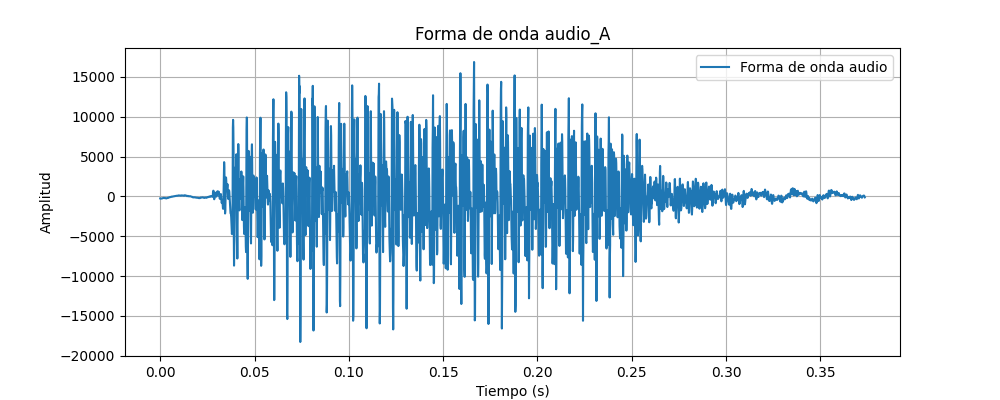 Forma de onda audio_A
Forma de onda audio
Amplitud
15000
10000
5000
0
−5000
−10000
−15000
−20000
0.00 0.05 0.10 0.15 0.20 0.25 0.30 0.35
Tiempo (s)